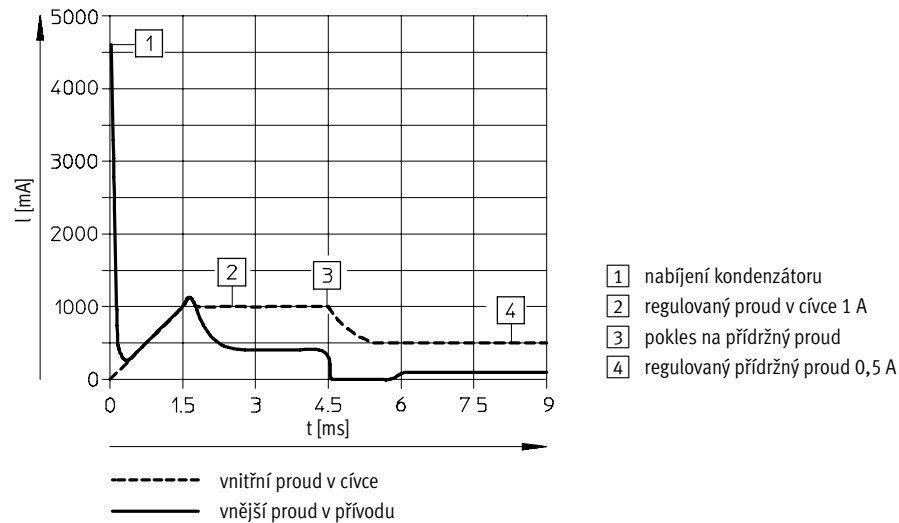 5000
1
4000
3000
I [mA]
2000
2
3
1000
4
0
0
1.5
3
4.5
6
7 5
9
t [ms]
1 nabíjení kondenzátoru
2 regulovaný proud v cívce 1 A
3 pokles na přídržný proud
4 regulovaný přídržný proud 0,5 A
vnitřní proud v cívce
vnější proud v přívodu